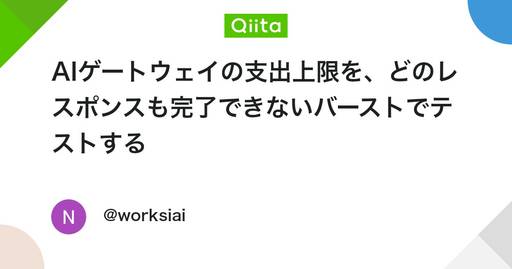 Qiita
AIゲートウェイの支出上限を、どのレ
スポンスも完了できないバーストでテ
ストする
N
@worksiai